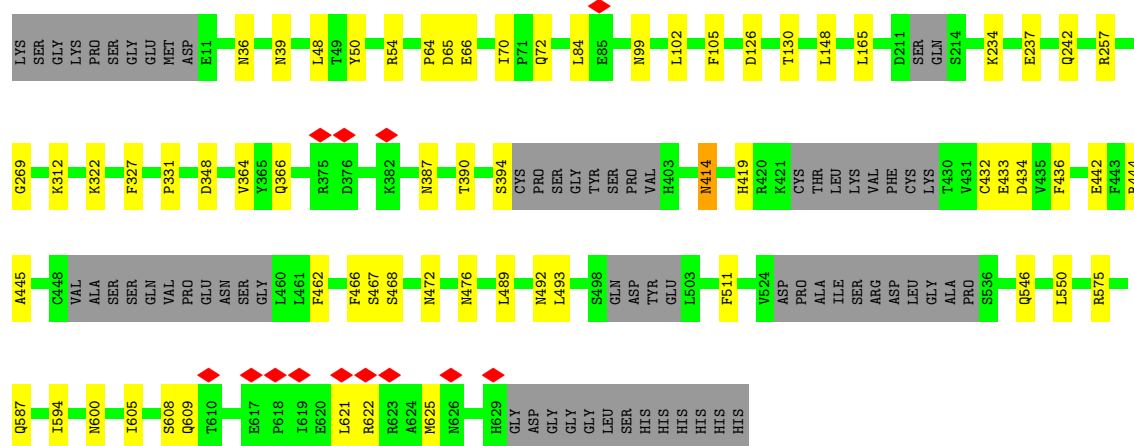 LYS SER GLY LYS PRO SER GLY GLU MET ASP E11 N36 N39 L48 T49 Y50 R54 P64 D65 E66 I70 P71 Q72 L84 E85 N99 L102 F105 D126 T130 L148 L165 D211 SER GLN S214 K234 E237 Q242 R257
G269 K312 K322 F327 P331 D348 V364 Y365 Q366 R375 D376 K382 N387 T390 S394 CYS PRO SER GLY TYR SER PRO VAL H403 N414 H419 R420 K421 CYS THR LEU LYS VAL PHE CYS LYS T430 V431 C432 E433 D434 V435 F436 E442 F443
A445 C448 VAL ALA SER SER GLN VAL PRO GLU ASN SER GLY L460 L461 F462 F466 S467 S468 N472 N476 L489 N492 L493 S498 GLN ASP TYR GLU L503 F511 V524 ASP PRO ALA ILE SER ARG ASP LEU GLY ALA PRO S536 Q546 L550 R575
Q587 I594 N600 I605 S608 Q609 T610 E617 P618 I619 E620 L621 R622 R623 A624 M625 N626 H629 GLY ASP GLY GLY GLY LEU SER HIS HIS HIS HIS HIS HIS